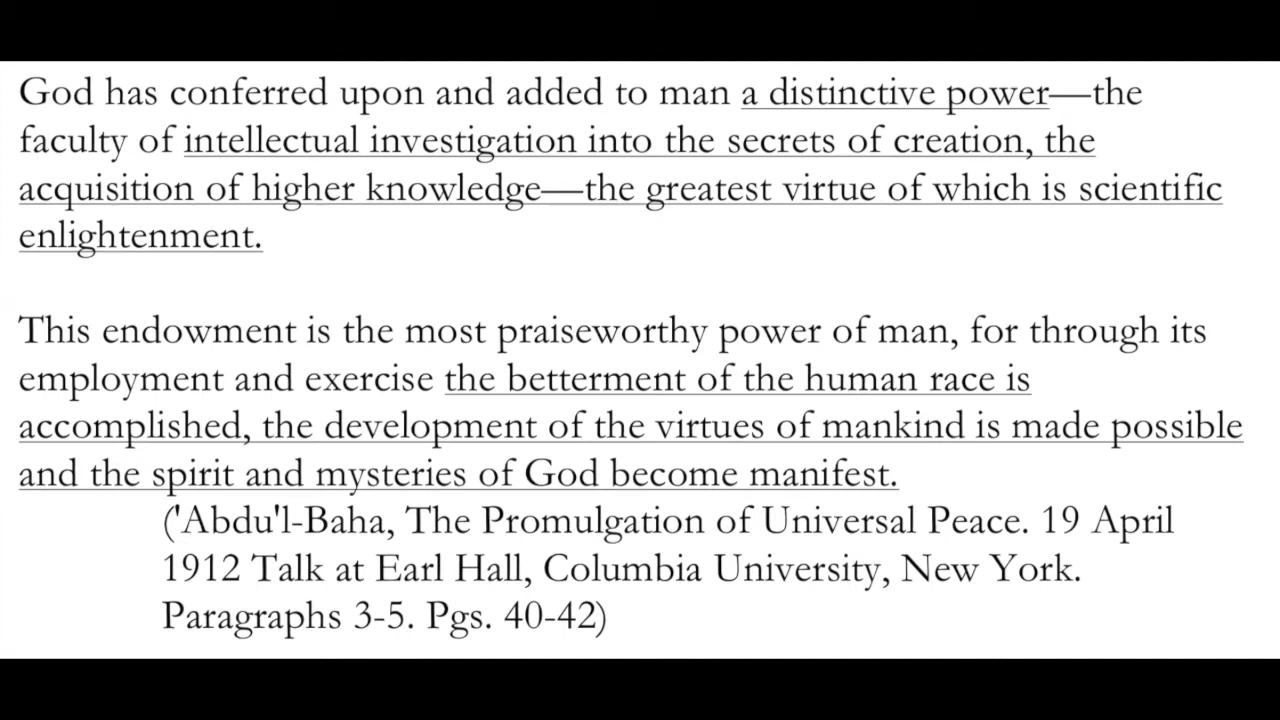 God has conferred upon and added to man a distinctive power—the
faculty of intellectual investigation into the secrets of creation, the
acquisition of higher knowledge—the greatest virtue of which is scientific
enlightenment.
This endowment is the most praiseworthy power of man, for through its
employment and exercise the betterment of the human race is
accomplished, the development of the virtues of mankind is made possible
and the spirit and mysteries of God become manifest.
('Abdu'l-Baha, The Promulgation of Universal Peace. 19 April
1912 Talk at Earl Hall, Columbia University, New York.
Paragraphs 3-5. Pgs. 40-42)